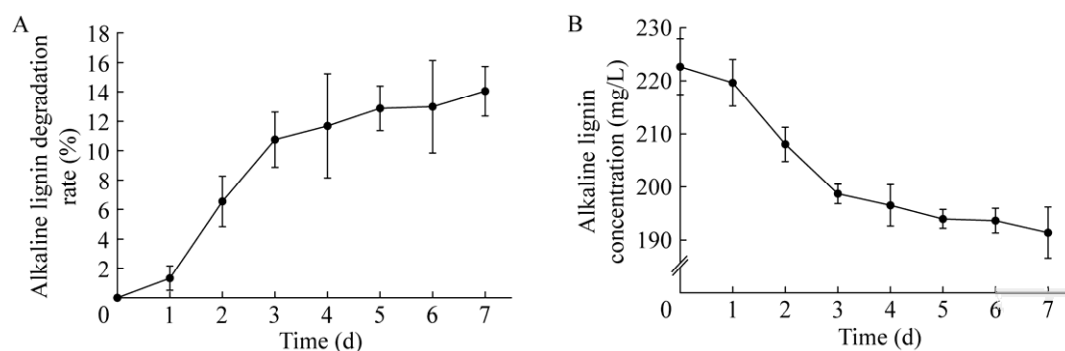 A
Alkaline lignin degradation
rate (%)
18
16
14
12
10
8
6
4
2
0
1 2 3 4 5 6 7
Time (d)
B
Alkaline lignin
concentration (mg/L)
230
220
210
200
190
0 1 2 3 4 5 6 7
Time (d)